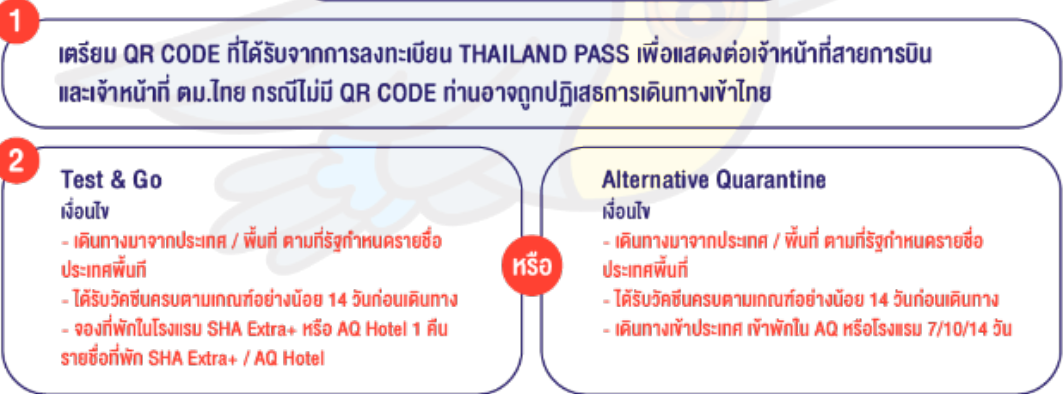 1
เตรียม QR CODE ที่ได้รับจากการลงทะเบียน THAILAND PASS เพื่อแสดงต่อเจ้าหน้าที่สายการบิน
และเจ้าหน้าที่ ตม.ไทย กรณีไม่มี QR CODE ท่านอาจถูกปฏิเสธการเดินทางเข้าไทย
2
Test & Go
เงื่อนไข
- เดินทางมาจากประเทศ / พื้นที่ ตามที่รัฐกำหนดรายชื่อ
ประเทศพื้นที่
- ได้รับวัคซีนครบตามเกณฑ์อย่างน้อย 14 วันก่อนเดินทาง
- จองที่พักในโรงแรม SHA Extra+ หรือ AQ Hotel 1 คืน
รายชื่อที่พัก SHA Extra+ / AQ Hotel
หรือ
Alternative Quarantine
เงื่อนไข
- เดินทางมาจากประเทศ / พื้นที่ ตามที่รัฐกำหนดรายชื่อ
ประเทศพื้นที่
- ได้รับวัคซีนครบตามเกณฑ์อย่างน้อย 14 วันก่อนเดินทาง
- เดินทางเข้าประเทศ เข้าพักใน AQ หรือโรงแรม 7/10/14 วัน